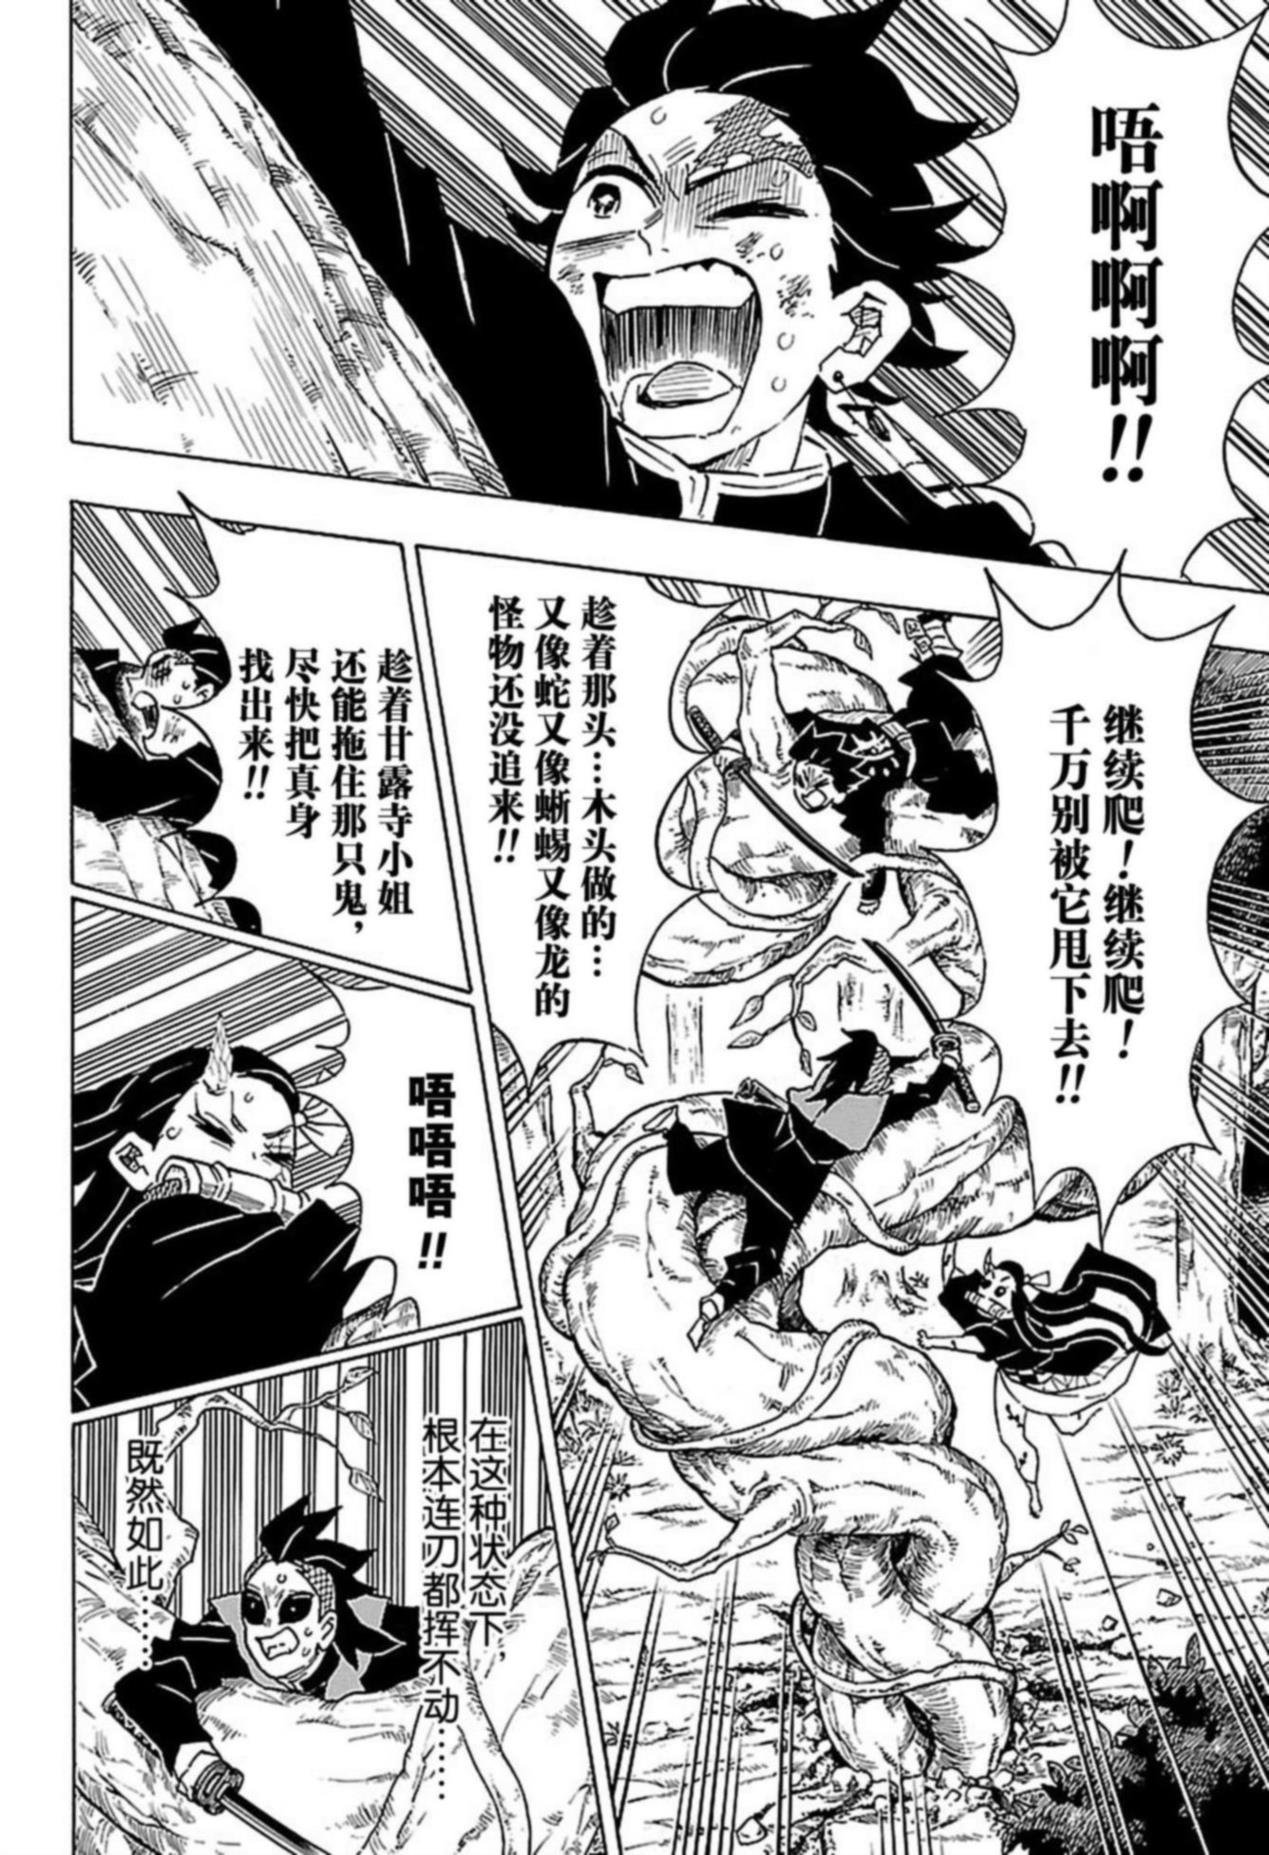 唔啊啊啊!!
继续爬！继续爬！
千万别被它甩下去!!
趁着那头…木头做的…
又像蛇又像蜥蜴又像龙的
怪物还没追来!!
趁着甘露寺小姐
还能拖住那只鬼，
尽快把真身
找出来!!
唔唔唔!!
在这种状态下，
根本连刃都挥不动………
既然如此………